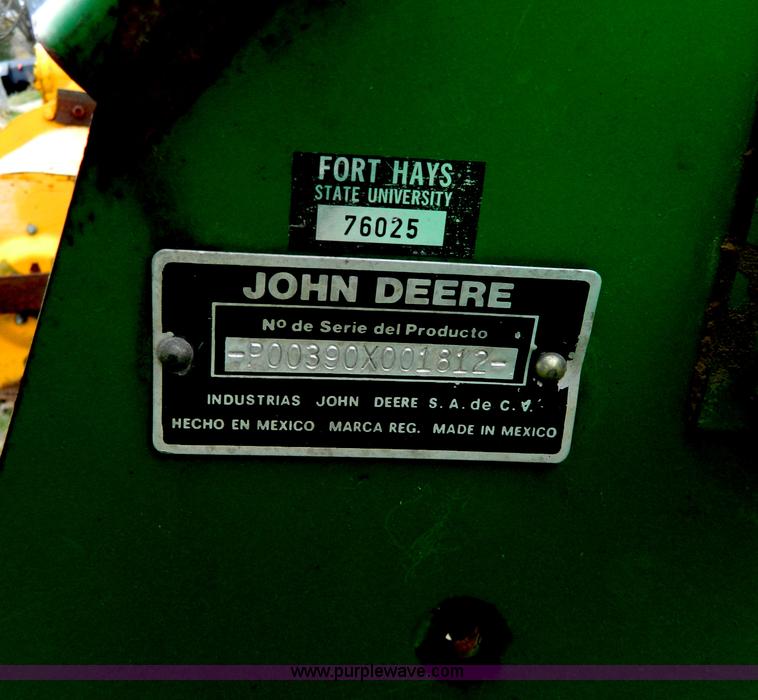 FORT HAYS
STATE UNIVERSITY
76025
JOHN DEERE
Nº de Serie del Producto
-P00390X001812-
INDUSTRIAS JOHN DEERE S. A. de C. V.
HECHO EN MEXICO MARCA REG. MADE IN MEXICO
www.purplewave.com